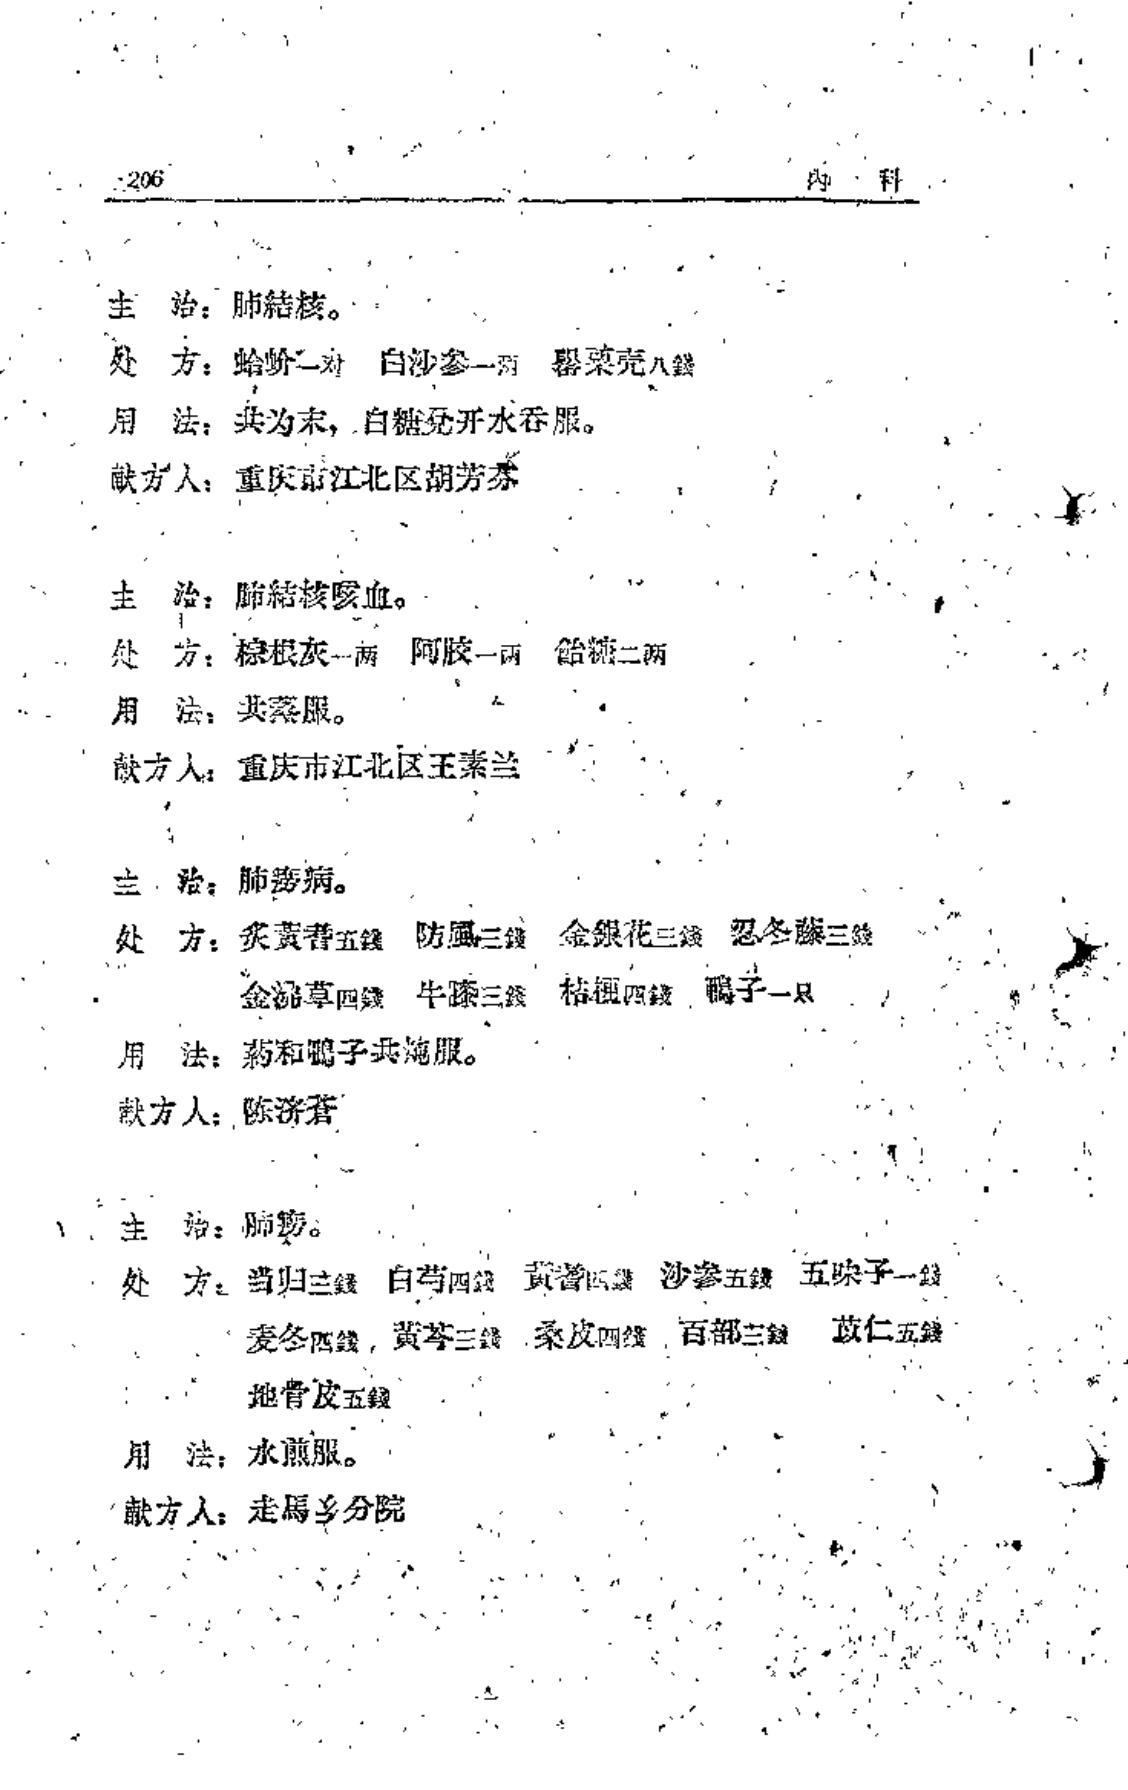 206 内 科
主 治：肺結核。
处 方：蛤蚧一对 白沙参一两 罂粟壳八錢
用 法：共为末，白糖兑开水吞服。
献方人：重庆市江北区胡芳芬
主 治：肺結核咳血。
处 方：棕根灰一两 阿胶一两 飴糖二两
用 法：共蒸服。
献方人：重庆市江北区王素兰
主 治：肺痨病。
处 方：炙黃耆五錢 防風三錢 金銀花三錢 忍冬藤三錢
金沸草四錢 牛膝三錢 桔梗四錢 鴨子一只
用 法：药和鴨子共炖服。
献方人：陈济苍
主 治：肺痨。
处 方：当归三錢 白芍四錢 黃耆四錢 沙参五錢 五味子一錢
麦冬四錢 黃芩三錢 桑皮四錢 百部三錢 苡仁五錢
地骨皮五錢
用 法：水煎服。
献方人：走馬乡分院